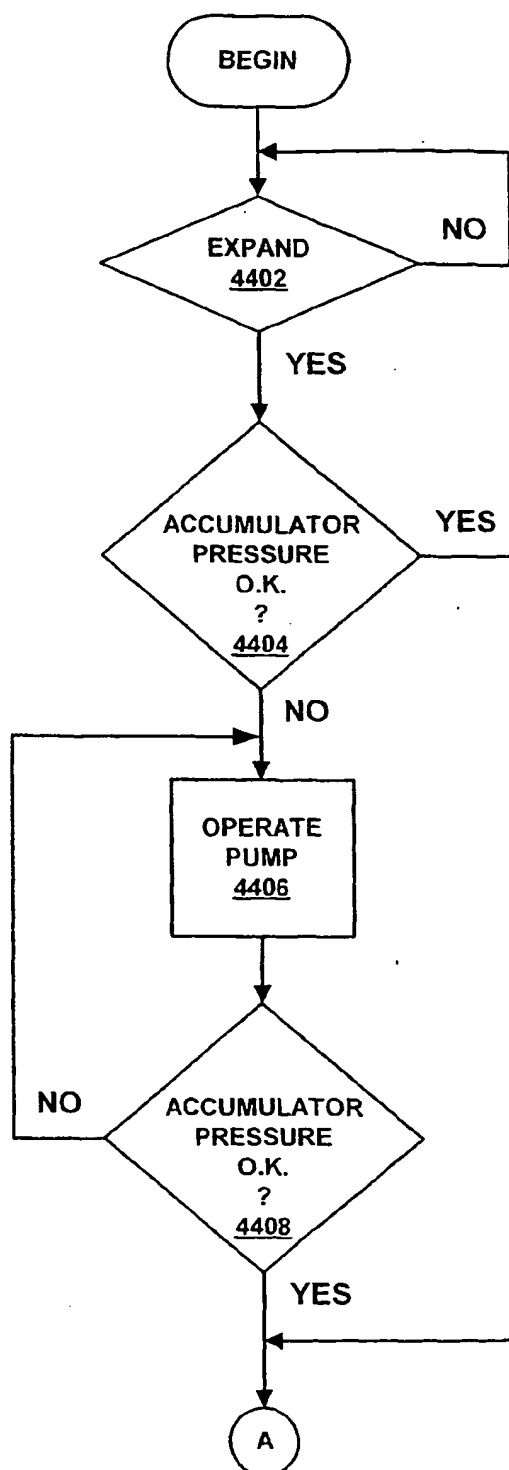 BEGIN
EXPAND
NO
4402
YES
ACCUMULATOR
YES
PRESSURE
O.K.
?
4404
NO
OPERATE
PUMP
4406
NO
ACCUMULATOR
PRESSURE
O.K.
?
4408
YES
A